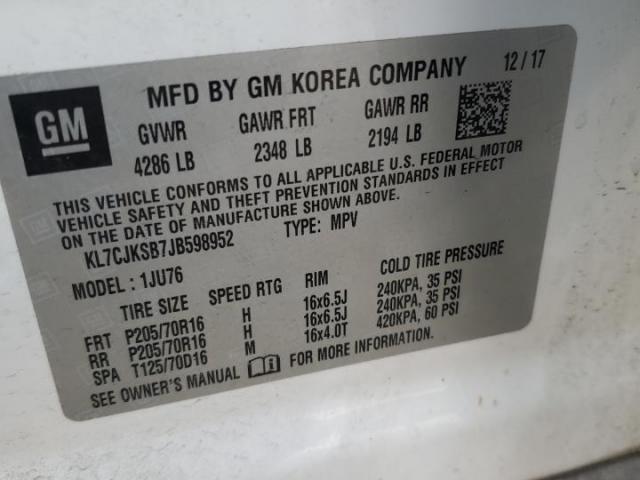 GM
MFD BY GM KOREA COMPANY 12/17
GVWR GAWR FRT GAWR RR
4286 LB 2348 LB 2194 LB
THIS VEHICLE CONFORMS TO ALL APPLICABLE U.S. FEDERAL MOTOR
VEHICLE SAFETY AND THEFT PREVENTION STANDARDS IN EFFECT
ON THE DATE OF MANUFACTURE SHOWN ABOVE.
KL7CJKSB7JB598952 TYPE: MPV
MODEL: 1JU76
TIRE SIZE SPEED RTG RIM COLD TIRE PRESSURE
FRT P205/70R16 H 16x6.5J 240KPA, 35 PSI
RR P205/70R16 H 16x6.5J 240KPA, 35 PSI
SPA T125/70D16 M 16x4.0T 420KPA, 60 PSI
SEE OWNER'S MANUAL FOR MORE INFORMATION.